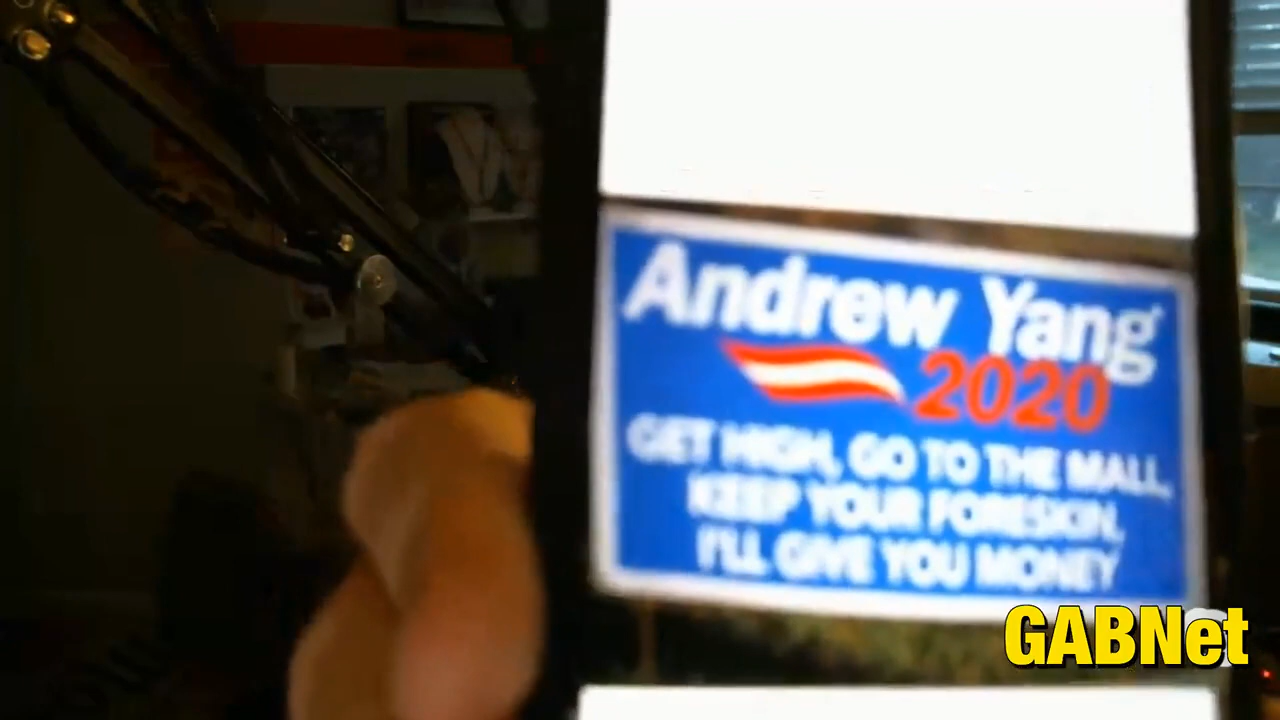 Andrew Yang
2020
GET HIGH, GO TO THE MALL,
KEEP YOUR FORESKIN,
I'LL GIVE YOU MONEY
GABNet